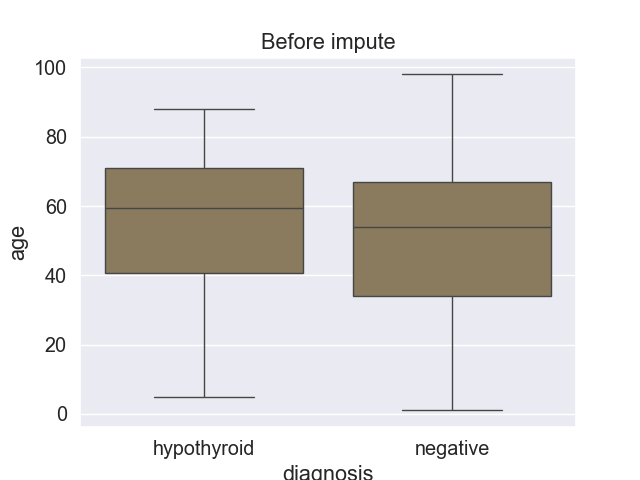 Before impute
100
80
60
40
20
0
age
hypothyroid
negative
diagnosis